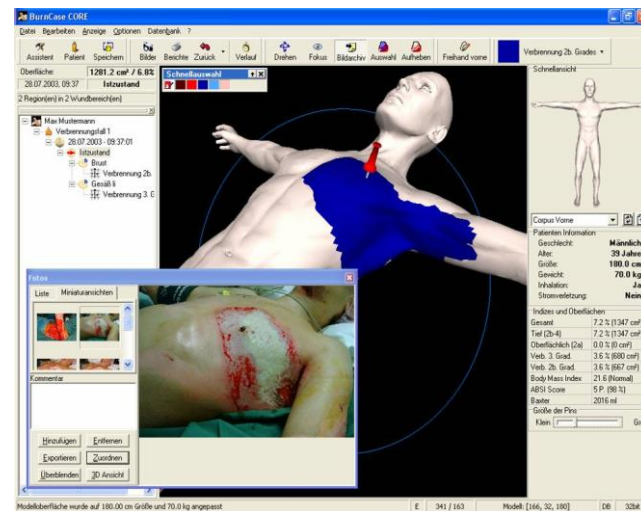 BurnCase CORE
Datei Bearbeiten Anzeige Optionen Datenbank ?
Assistent Patient Speichern Bilder Berichte Zurück Verlauf Drehen Fokus Bildarchiv Auswahl Aufheben Freihand vorne Verbrennung 2b. Grades
Oberfläche: 1281.2 cm² / 6.8%
28.07.2003, 09:37 Istzustand
2 Region(en) in 2 Wundbereich(en)
Max Mustermann
Verbrennungsfall 1
28.07.2003 - 09:37:01
Istzustand
Brust
Verbrennung 2b.
Gesäß li
Verbrennung 3. G
Schnellauswahl
Schnellansicht
Corpus Vorne
Patienten Information
Geschlecht: Männlich
Alter: 39 Jahre
Größe: 180.0 cm
Gewicht: 70.0 kg
Inhalation: Ja
Stromverletzung: Nein
Indizes und Oberflächen
Gesamt 7.2 % (1347 cm²
Tief (2b-4) 7.2 % (1347 cm²
Oberflächlich (2a) 0.0 % (0 cm²)
Verb. 3. Grad. 3.6 % (680 cm²)
Verb. 2b. Grad. 3.6 % (667 cm²)
Body Mass Index 21.6 (Normal)
ABSI Score 5 P. (98 %)
Baxter 2016 ml
Größe der Pins
Klein Gr
Fotos
Liste Miniaturansichten
Kommentar
Hinzufügen Entfernen
Exportieren Zuordnen
Überblenden 3D Ansicht
Modelloberfläche wurde auf 180.00 cm Größe und 70.0 kg angepasst E 341 / 163 Modell: [166, 32, 180] DB 32bit